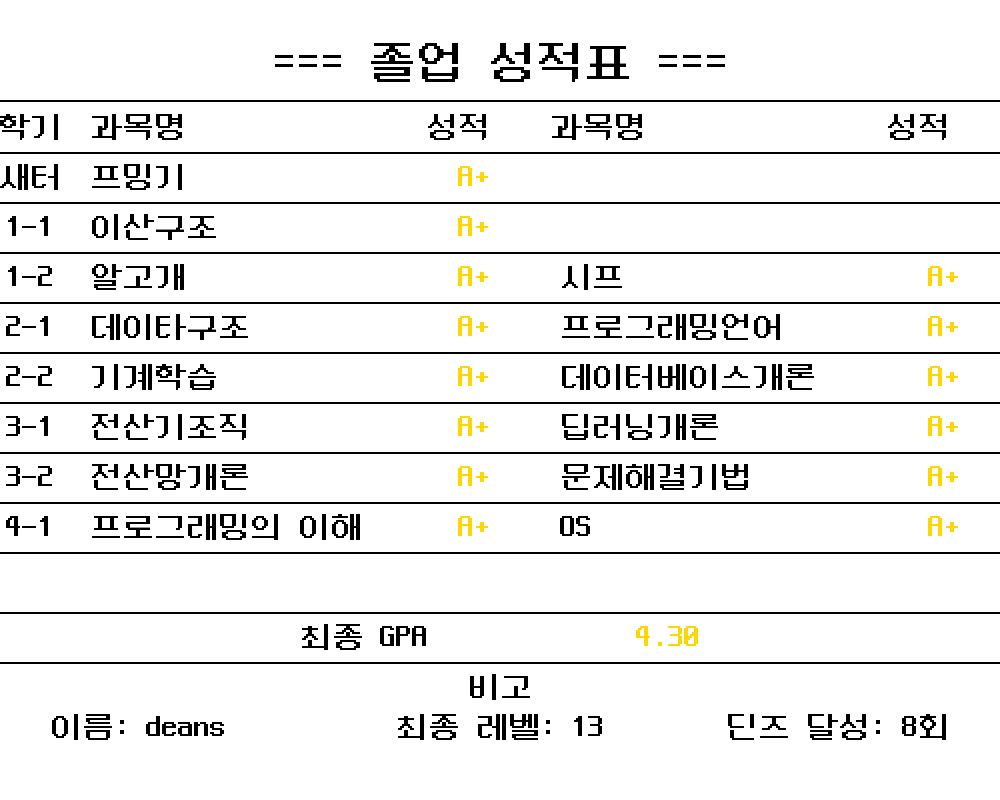 === 졸업 성적표 ===
학기 과목명 성적 과목명 성적
새터 프밍기 A+
1-1 이산구조 A+
1-2 알고개 A+ 시프 A+
2-1 데이타구조 A+ 프로그래밍언어 A+
2-2 기계학습 A+ 데이터베이스개론 A+
3-1 전산기조직 A+ 딥러닝개론 A+
3-2 전산망개론 A+ 문제해결기법 A+
4-1 프로그래밍의 이해 A+ OS A+
최종 GPA 4.30
비고
이름: deans 최종 레벨: 13 딘즈 달성: 8회